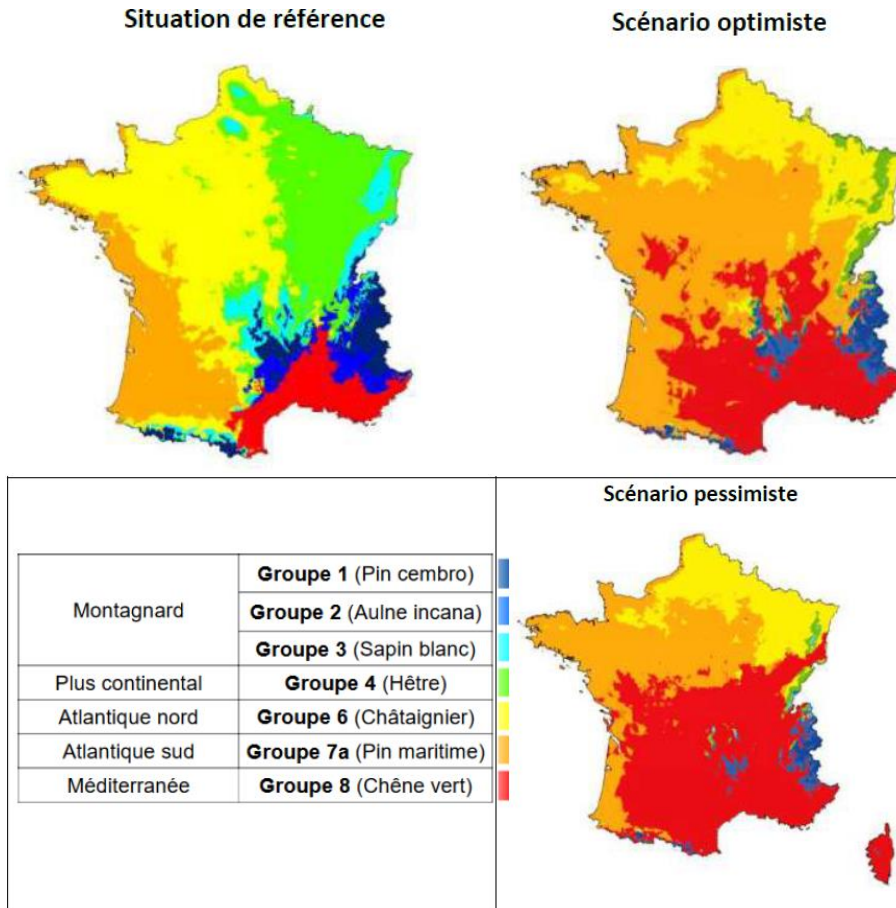 Situation de référence
Scénario optimiste
Scénario pessimiste
Montagnard
Groupe 1 (Pin cembro)
Groupe 2 (Aulne incana)
Groupe 3 (Sapin blanc)
Plus continental Groupe 4 (Hêtre)
Atlantique nord Groupe 6 (Châtaignier)
Atlantique sud Groupe 7a (Pin maritime)
Méditerranée Groupe 8 (Chêne vert)